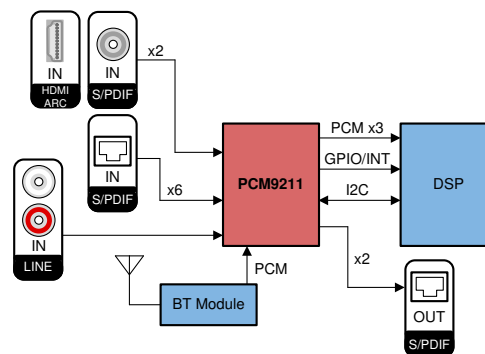 IN
HDMI
ARC
IN
S/PDIF
x2
IN
S/PDIF
x6
IN
LINE
PCM9211
PCM x3
GPIO/INT
I2C
DSP
x2
PCM
BT Module
OUT
S/PDIF